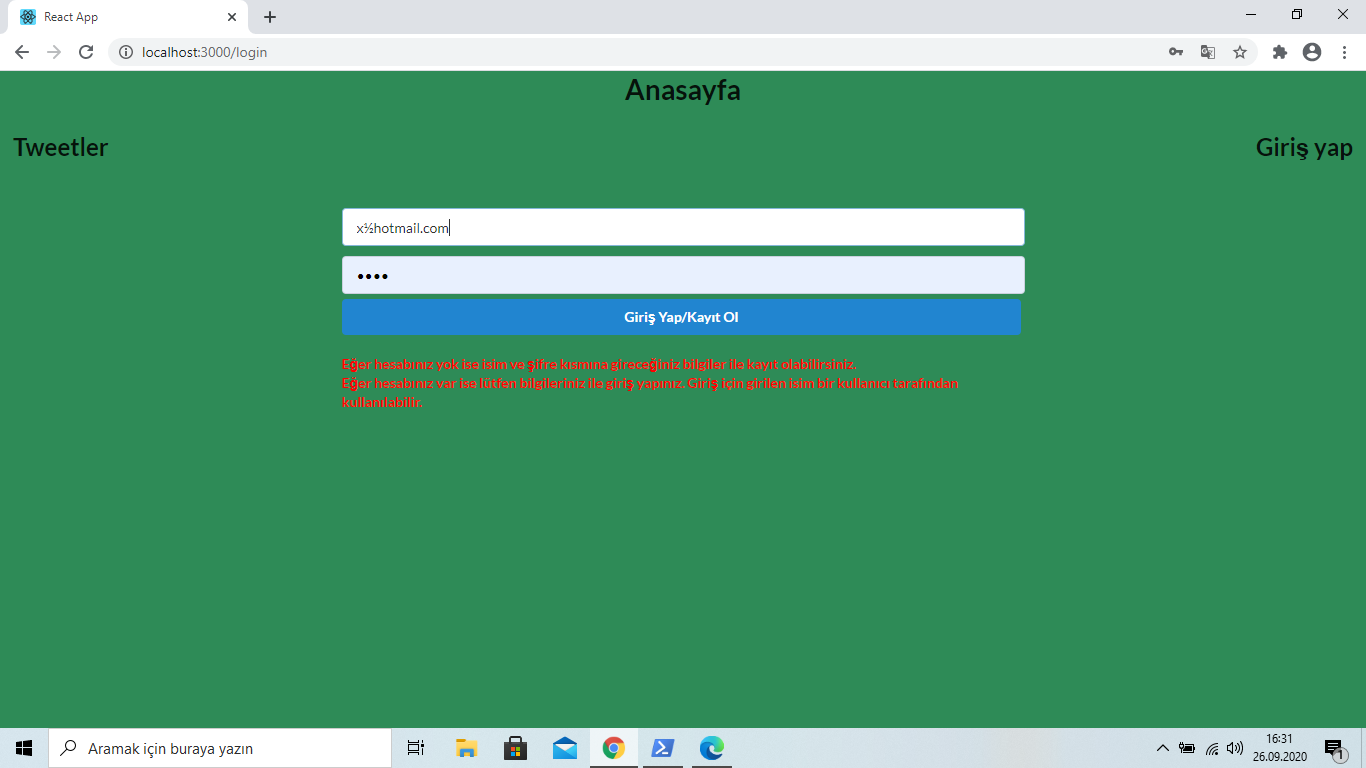 React App
localhost:3000/login
Anasayfa
Tweetler
Giriş yap
x½hotmail.com
Giriş Yap/Kayıt Ol
Eğer hesabınız yok ise isim ve şifre kısmına gireceğiniz bilgiler ile kayıt olabilirsiniz.
Eğer hesabınız var ise lütfen bilgileriniz ile giriş yapınız. Giriş için girilen isim bir kullanıcı tarafından
kullanılabilir.
Aramak için buraya yazın
16:31
26.09.2020
1